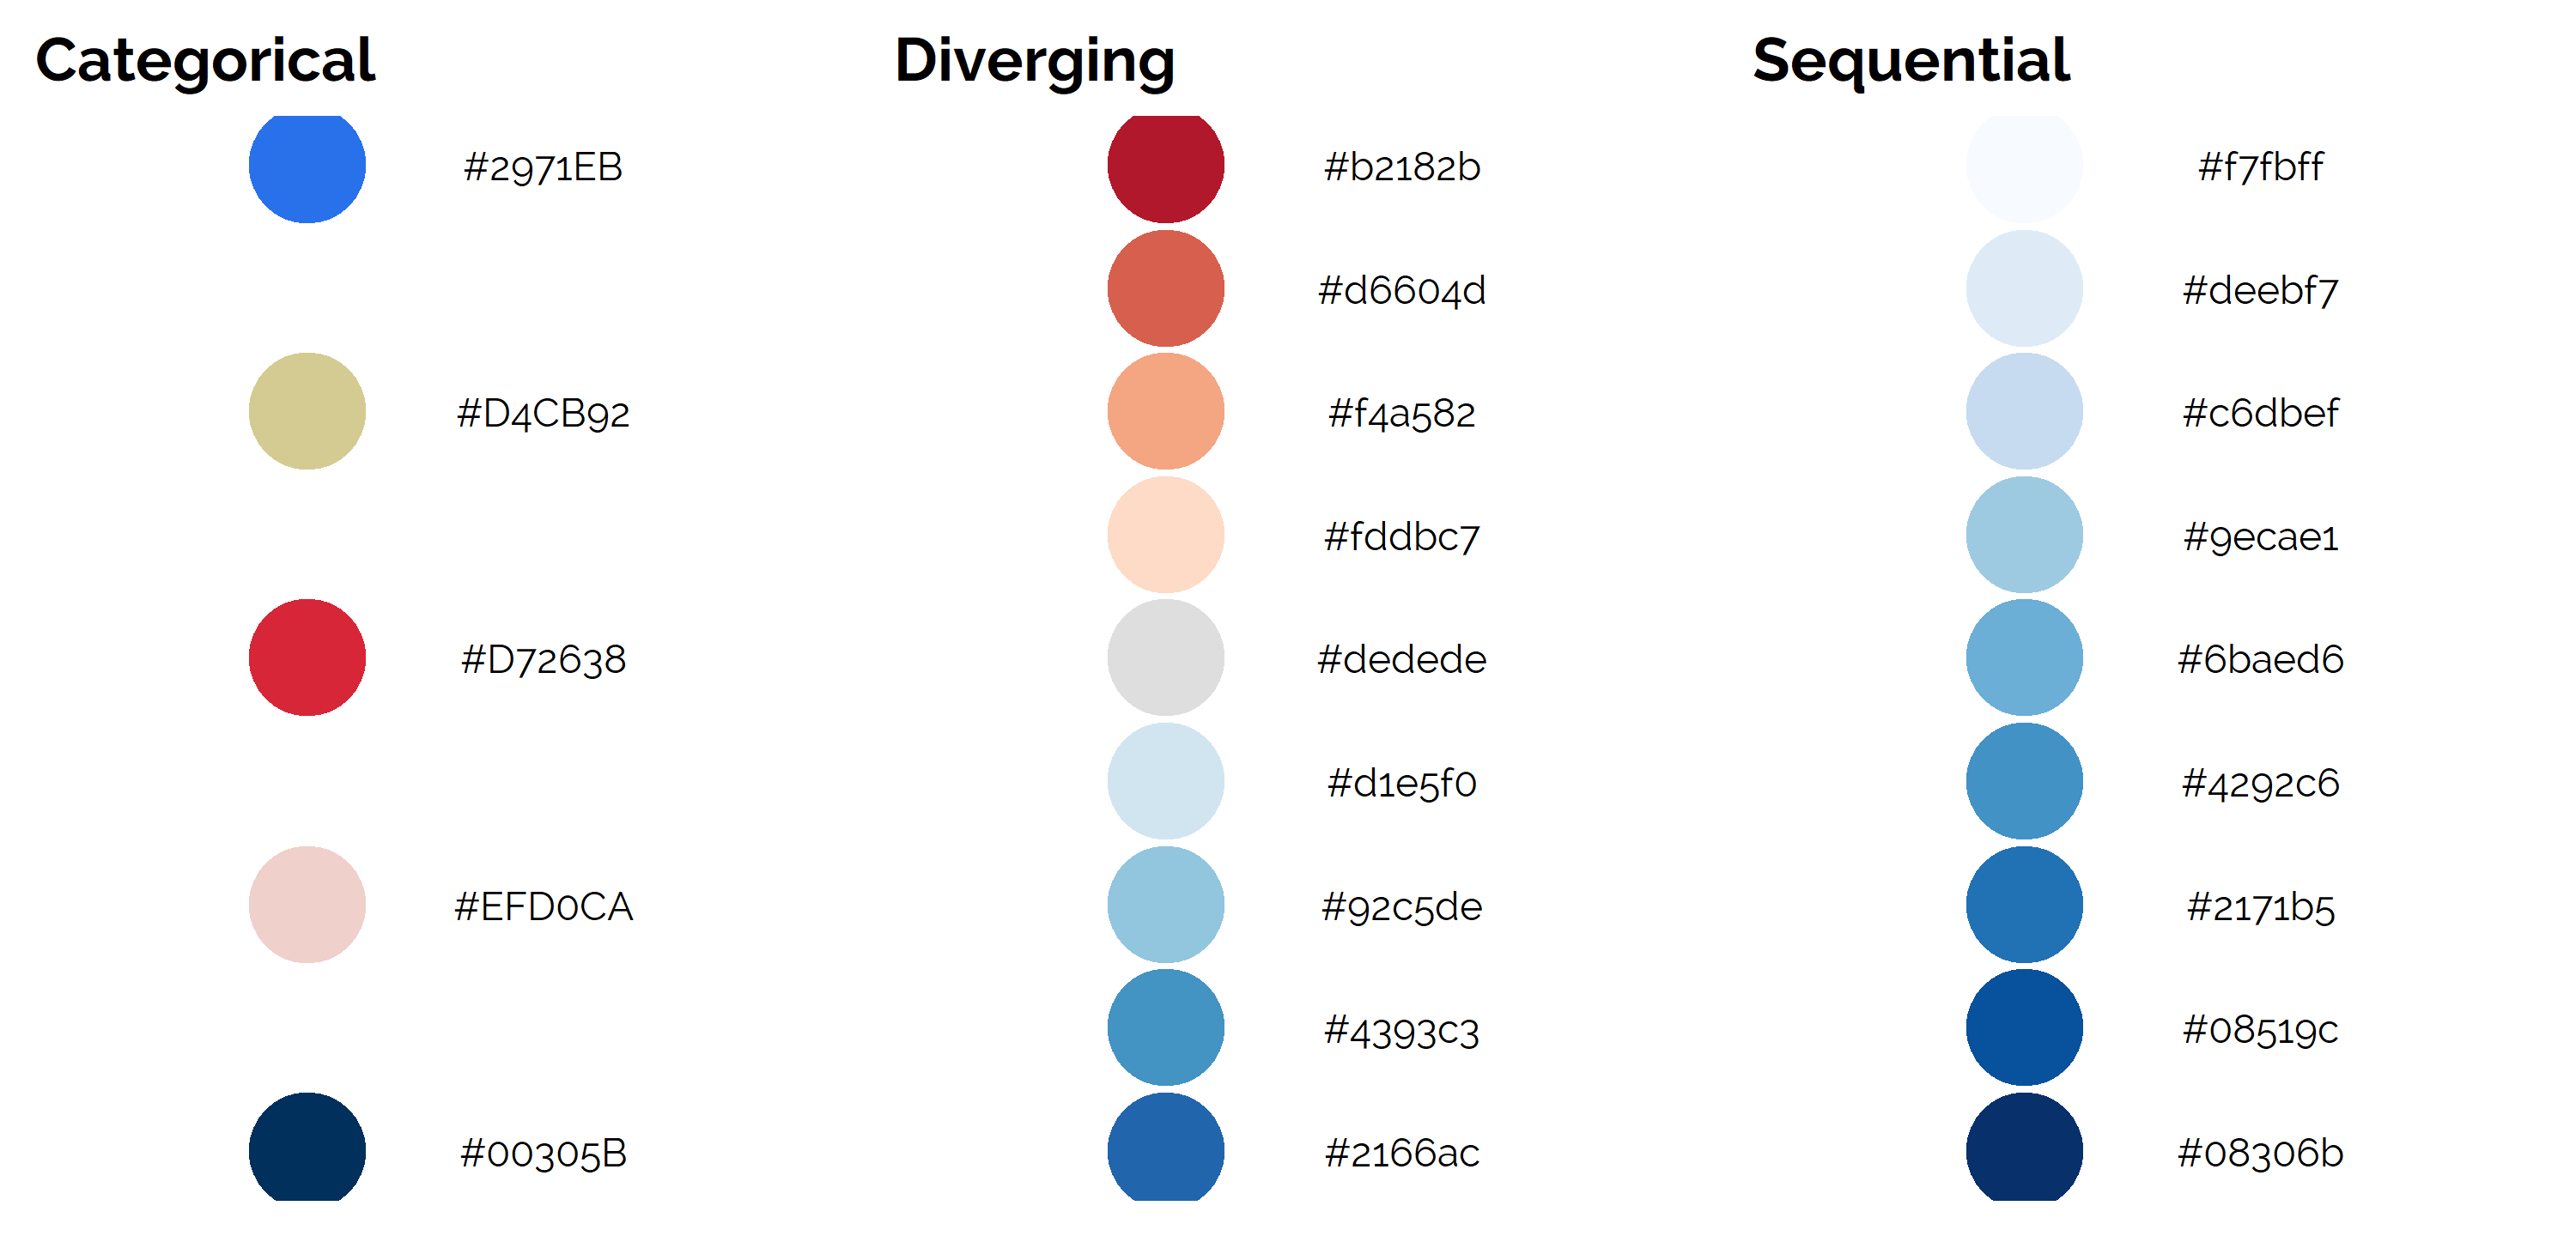 Categorical
#2971EB
#D4CB92
#D72638
#EFD0CA
#00305B
Diverging
#b2182b
#d6604d
#f4a582
#fddbc7
#dedede
#d1e5f0
#92c5de
#4393c3
#2166ac
Sequential
#f7fbff
#deebf7
#c6dbef
#9ecae1
#6baed6
#4292c6
#2171b5
#08519c
#08306b